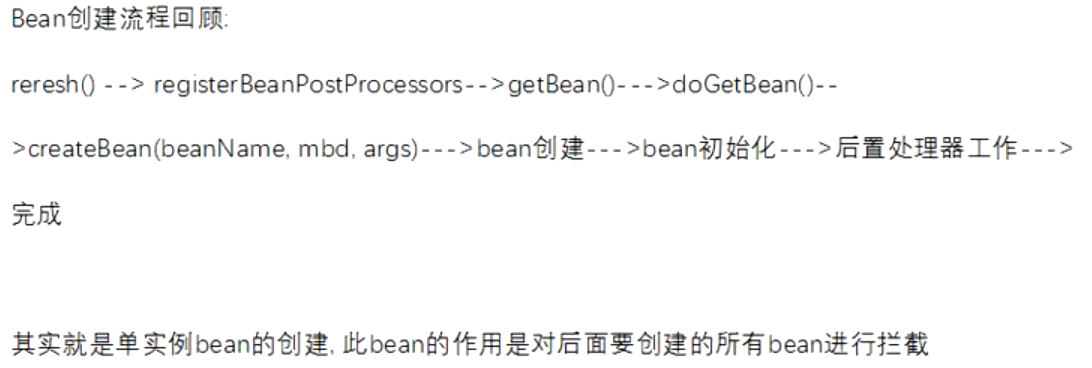 Bean创建流程回顾:
reresh() --> registerBeanPostProcessors-->getBean()--->doGetBean()--
>createBean(beanName, mbd, args)--->bean创建--->bean初始化--->后置处理器工作--->
完成
其实就是单实例bean的创建, 此bean的作用是对后面要创建的所有bean进行拦截